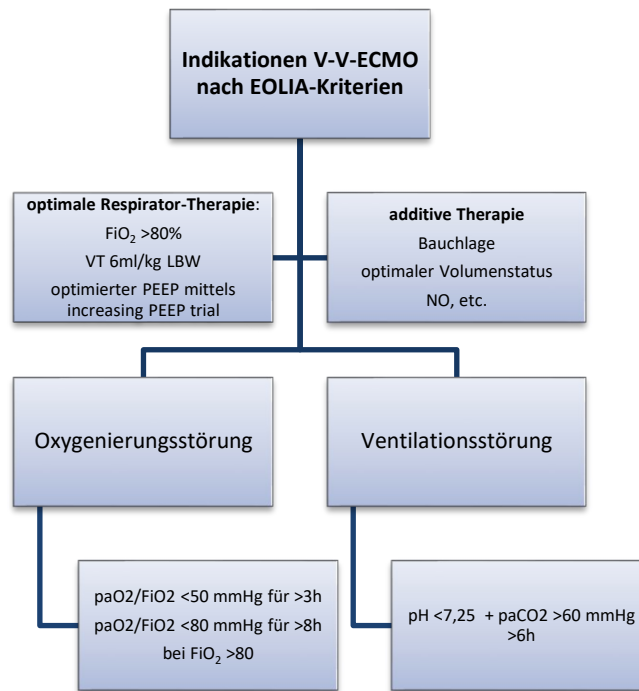 Indikationen V-V-ECMO
nach EOLIA-Kriterien
optimale Respirator-Therapie:
FiO₂ >80%
VT 6ml/kg LBW
optimierter PEEP mittels
increasing PEEP trial
additive Therapie
Bauchlage
optimaler Volumenstatus
NO, etc.
Oxygenierungsstörung
Ventilationsstörung
paO2/FiO2 <50 mmHg für >3h
paO2/FiO2 <80 mmHg für >8h
bei FiO₂ >80
pH <7,25 + paCO2 >60 mmHg
>6h